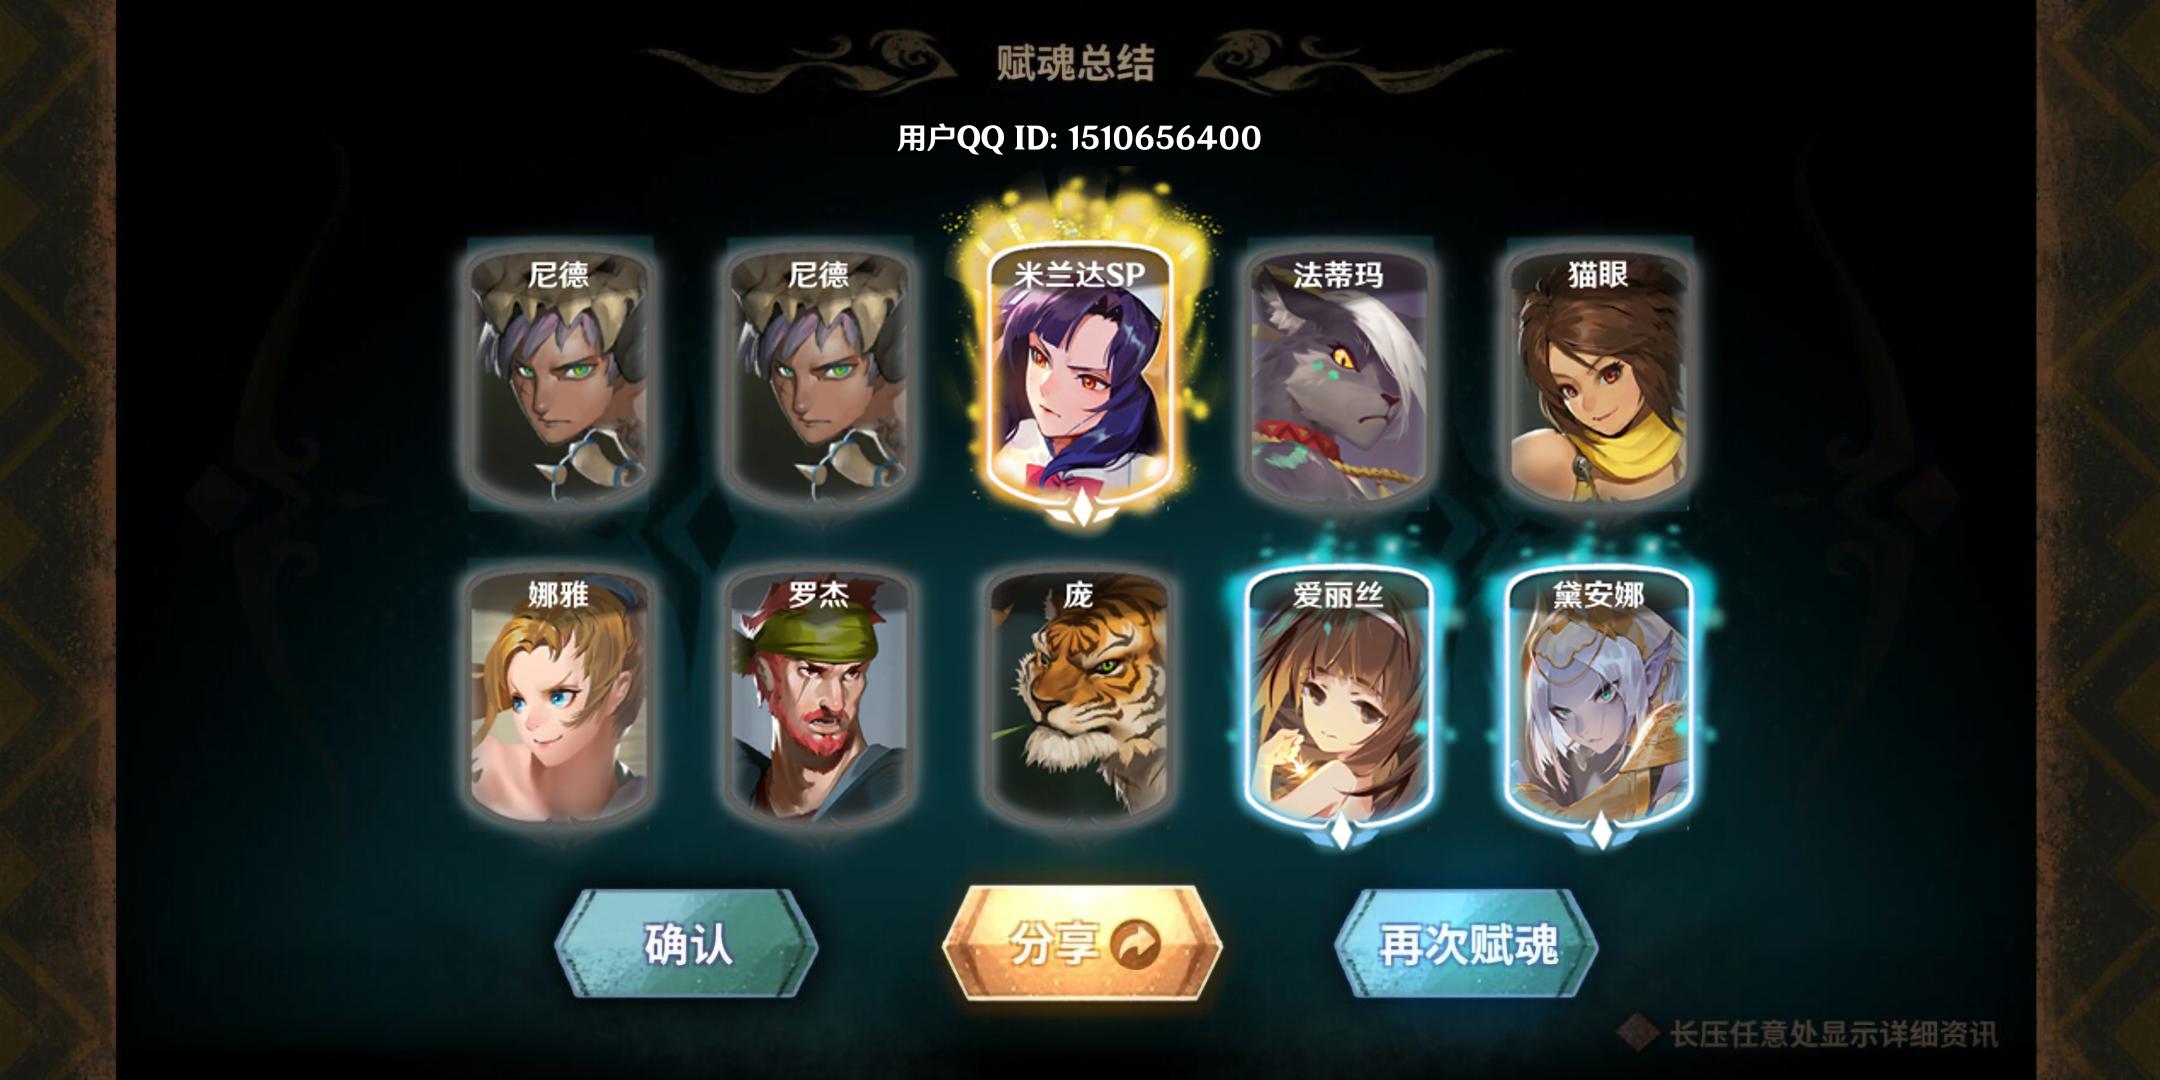 赋魂总结
用户QQ ID: 1510656400
尼德
尼德
米兰达SP
法蒂玛
猫眼
娜雅
罗杰
庞
爱丽丝
黛安娜
确认
分享
再次赋魂
长压任意处显示详细资讯